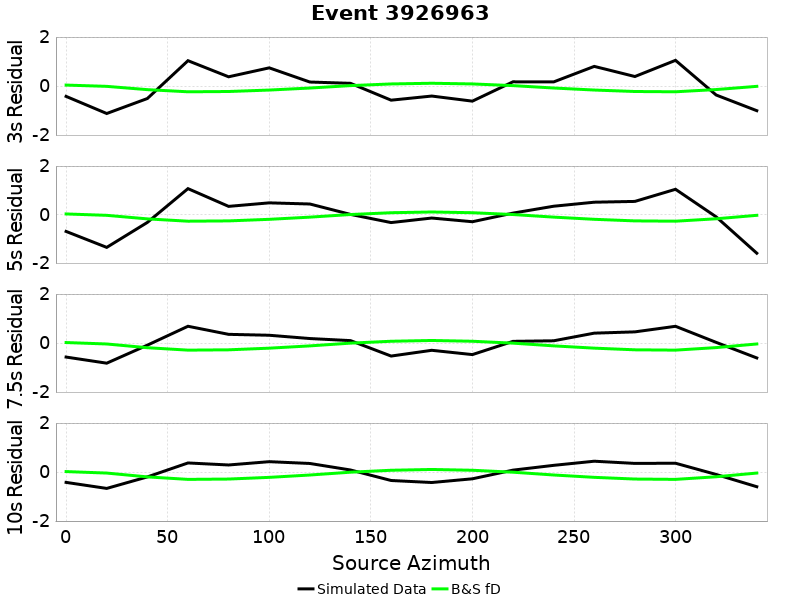 Event 3926963
3s Residual
2
0
-2
5s Residual
2
0
-2
7.5s Residual
2
0
-2
10s Residual
2
0
-2
0 50 100 150 200 250 300
Source Azimuth
Simulated Data B&S fD